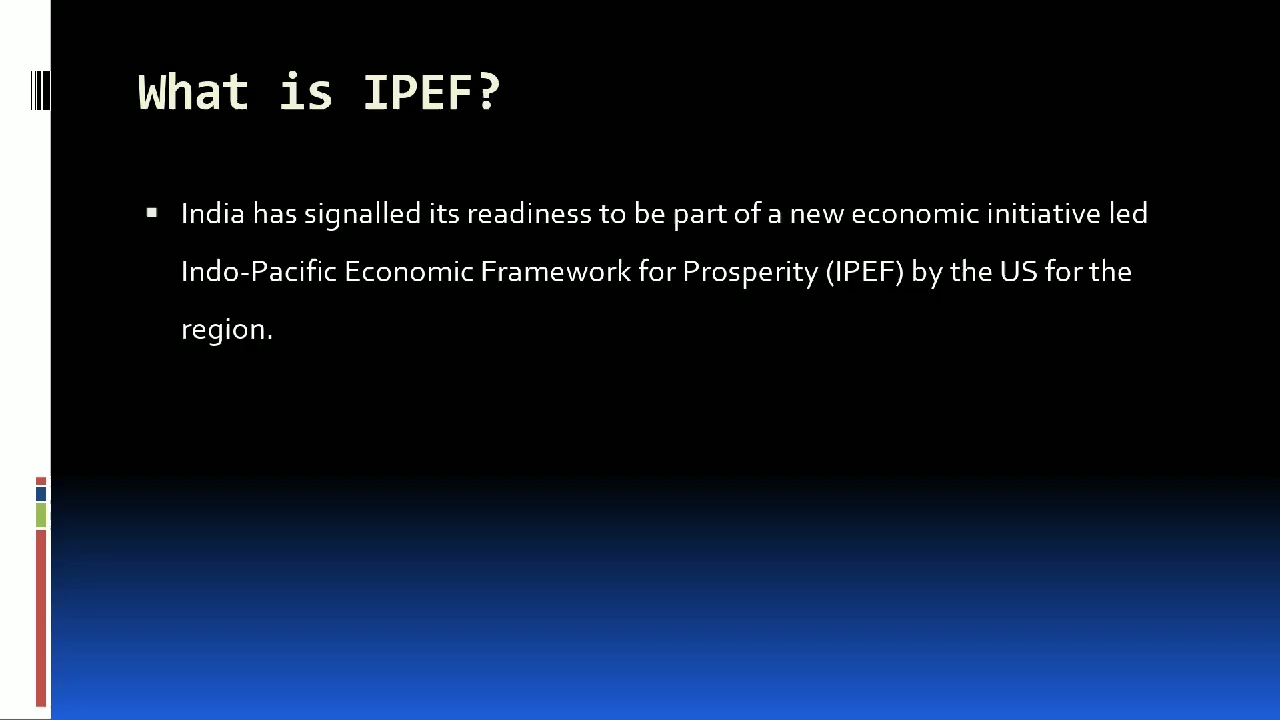 What is IPEF?
India has signalled its readiness to be part of a new economic initiative led
Indo-Pacific Economic Framework for Prosperity (IPEF) by the US for the
region.